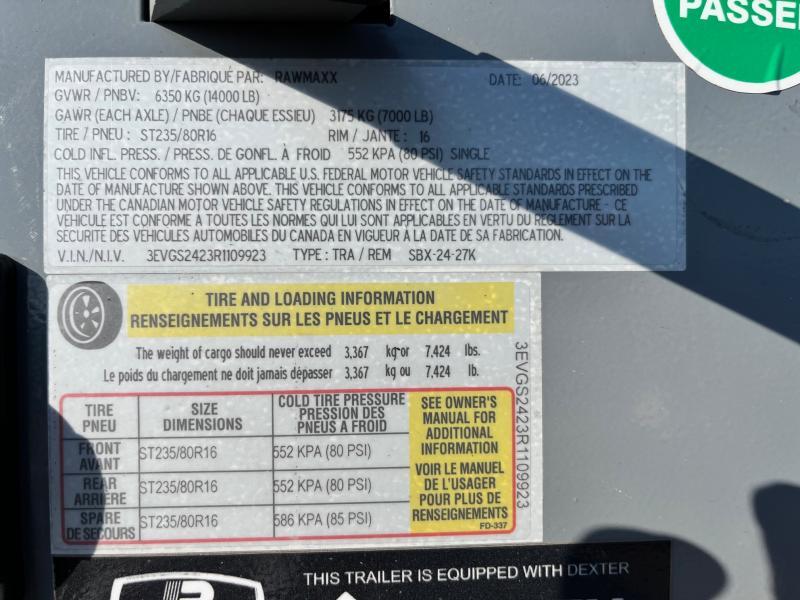 PASSE
MANUFACTURED BY/FABRIQUÉ PAR: RAWMAXX DATE: 06/2023
GVWR / PNBV: 6350 KG (14000 LB)
GAWR (EACH AXLE) / PNBE (CHAQUE ESSIEU) 3175 KG (7000 LB)
TIRE / PNEU : ST235/80R16 RIM / JANTE : 16
COLD INFL. PRESS. / PRESS. DE GONFL. À FROID 552 KPA (80 PSI) SINGLE
THIS VEHICLE CONFORMS TO ALL APPLICABLE U.S. FEDERAL MOTOR VEHICLE SAFETY STANDARDS IN EFFECT ON THE
DATE OF MANUFACTURE SHOWN ABOVE. THIS VEHICLE CONFORMS TO ALL APPLICABLE STANDARDS PRESCRIBED
UNDER THE CANADIAN MOTOR VEHICLE SAFETY REGULATIONS IN EFFECT ON THE DATE OF MANUFACTURE - CE
VÉHICULE EST CONFORME A TOUTES LES NORMES QUI LUI SONT APPLICABLES EN VERTU DU RÈGLEMENT SUR LA
SÉCURITÉ DES VÉHICULES AUTOMOBILES DU CANADA EN VIGUEUR À LA DATE DE SA FABRICATION.
V.I.N./N.I.V. 3EVGS2423R1109923 TYPE : TRA / REM SBX-24-27K
TIRE AND LOADING INFORMATION
RENSEIGNEMENTS SUR LES PNEUS ET LE CHARGEMENT
The weight of cargo should never exceed 3,367 kg or 7,424 lbs.
Le poids du chargement ne doit jamais dépasser 3,367 kg ou 7,424 lb.
TIRE PNEU
SIZE DIMENSIONS
COLD TIRE PRESSURE
PRESSION DES
PNEUS A FROID
FRONT AVANT ST235/80R16 552 KPA (80 PSI)
REAR ARRIÈRE ST235/80R16 552 KPA (80 PSI)
SPARE DE SECOURS ST235/80R16 586 KPA (85 PSI)
SEE OWNER'S
MANUAL FOR
ADDITIONAL
INFORMATION
VOIR LE MANUEL
DE L'USAGER
POUR PLUS DE
RENSEIGNEMENTS
FD-337
3EVGS2423R1109923
THIS TRAILER IS EQUIPPED WITH DEXTER